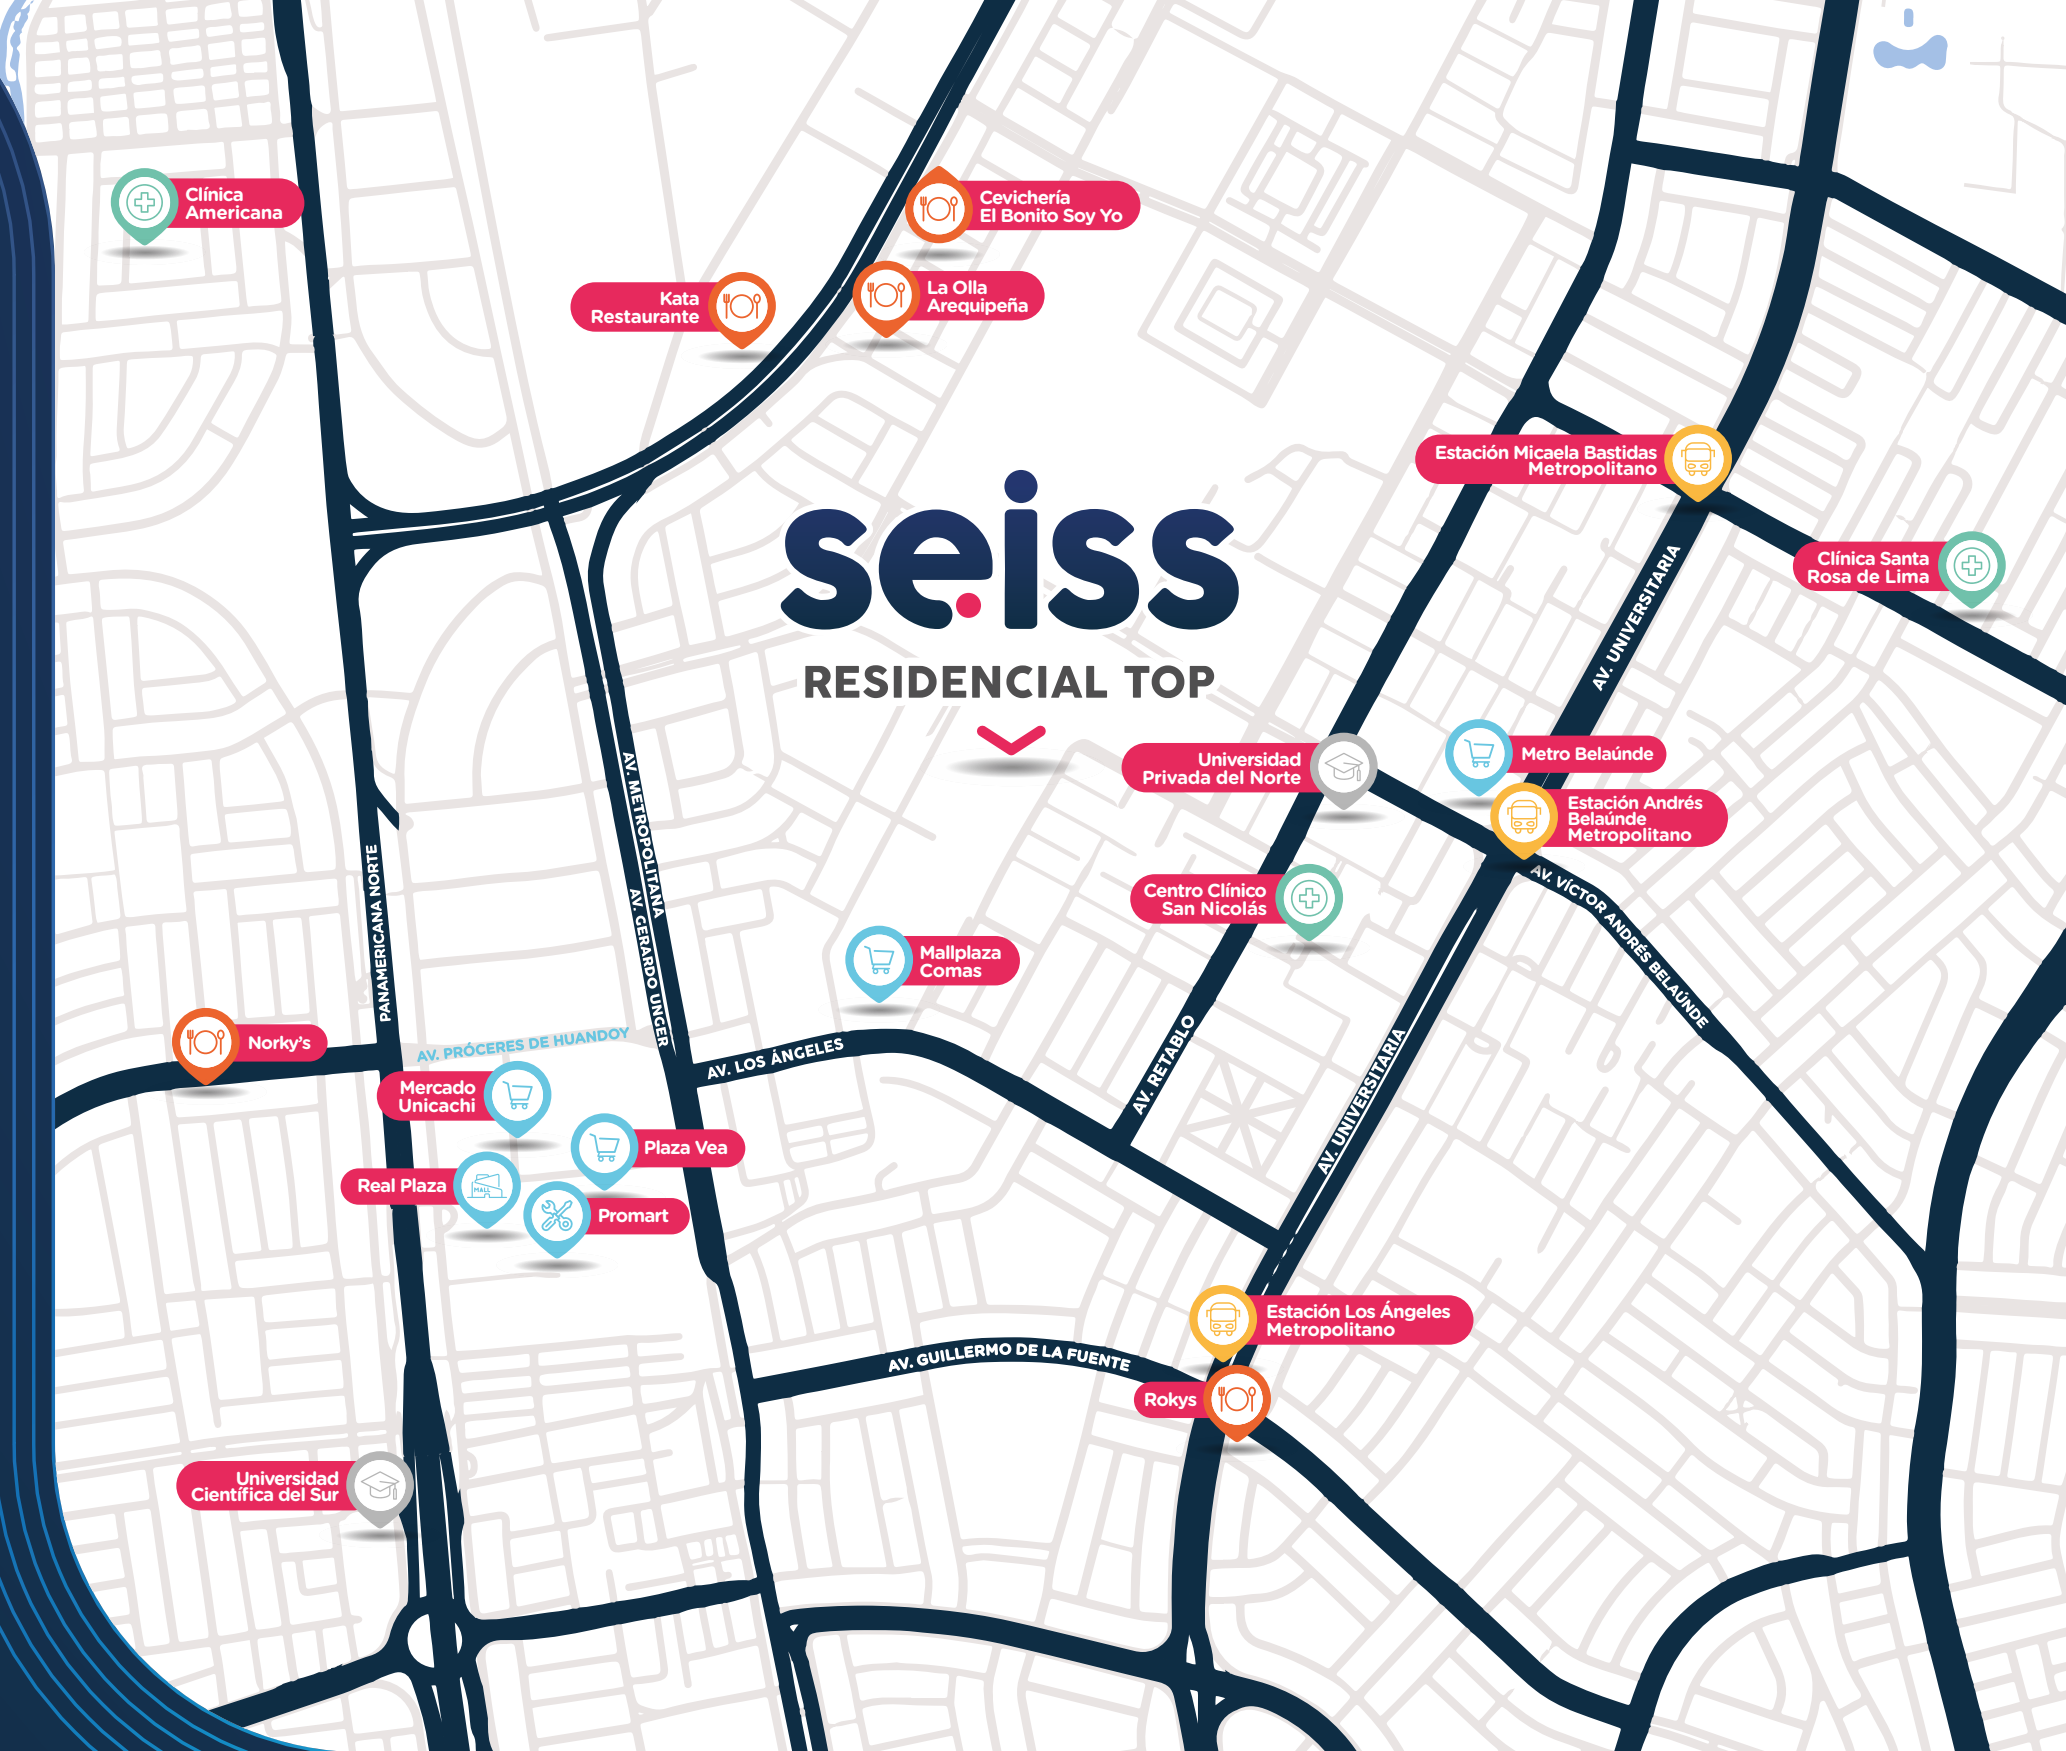 Clínica
Americana
Cevichería
El Bonito Soy Yo
La Olla
Arequipeña
Kata
Restaurante
Estación Micaela Bastidas
Metropolitano
seiss
RESIDENCIAL TOP
Clínica Santa
Rosa de Lima
AV. UNIVERSITARIA
Universidad
Privada del Norte
Metro Belaúnde
Estación Andrés
Belaúnde
Metropolitano
AV. METROPOLITANA
AV. GERARDO UNGER
PANAMERICANA NORTE
Centro Clínico
San Nicolás
AV. VÍCTOR ANDRÉS BELAÚNDE
Mallplaza
Comas
Norky's
AV. PRÓCERES DE HUANDOY
AV. LOS ÁNGELES
AV. RETABLO
AV. UNIVERSITARIA
Mercado
Unicachi
Plaza Vea
Real Plaza
MALL
Promart
Estación Los Ángeles
Metropolitano
AV. GUILLERMO DE LA FUENTE
Rokys
Universidad
Científica del Sur